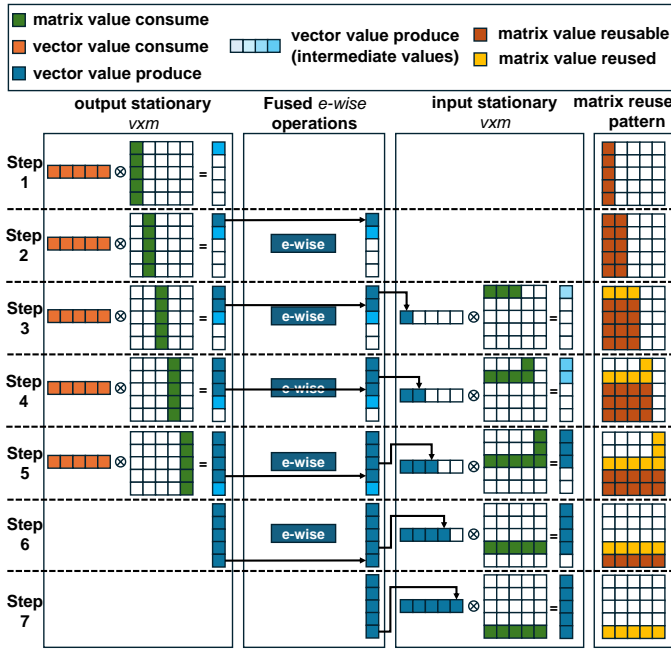 matrix value consume
vector value consume
vector value produce
vector value produce
(intermediate values)
matrix value reusable
matrix value reused
output stationary
vxm
Fused e-wise
operations
input stationary
vxm
matrix reuse
pattern
Step
1
⊗
=
Step
2
⊗
=
e-wise
Step
3
⊗
=
e-wise
⊗
=
Step
4
⊗
=
e-wise
⊗
=
Step
5
⊗
=
e-wise
⊗
=
Step
6
e-wise
⊗
=
Step
7
⊗
=